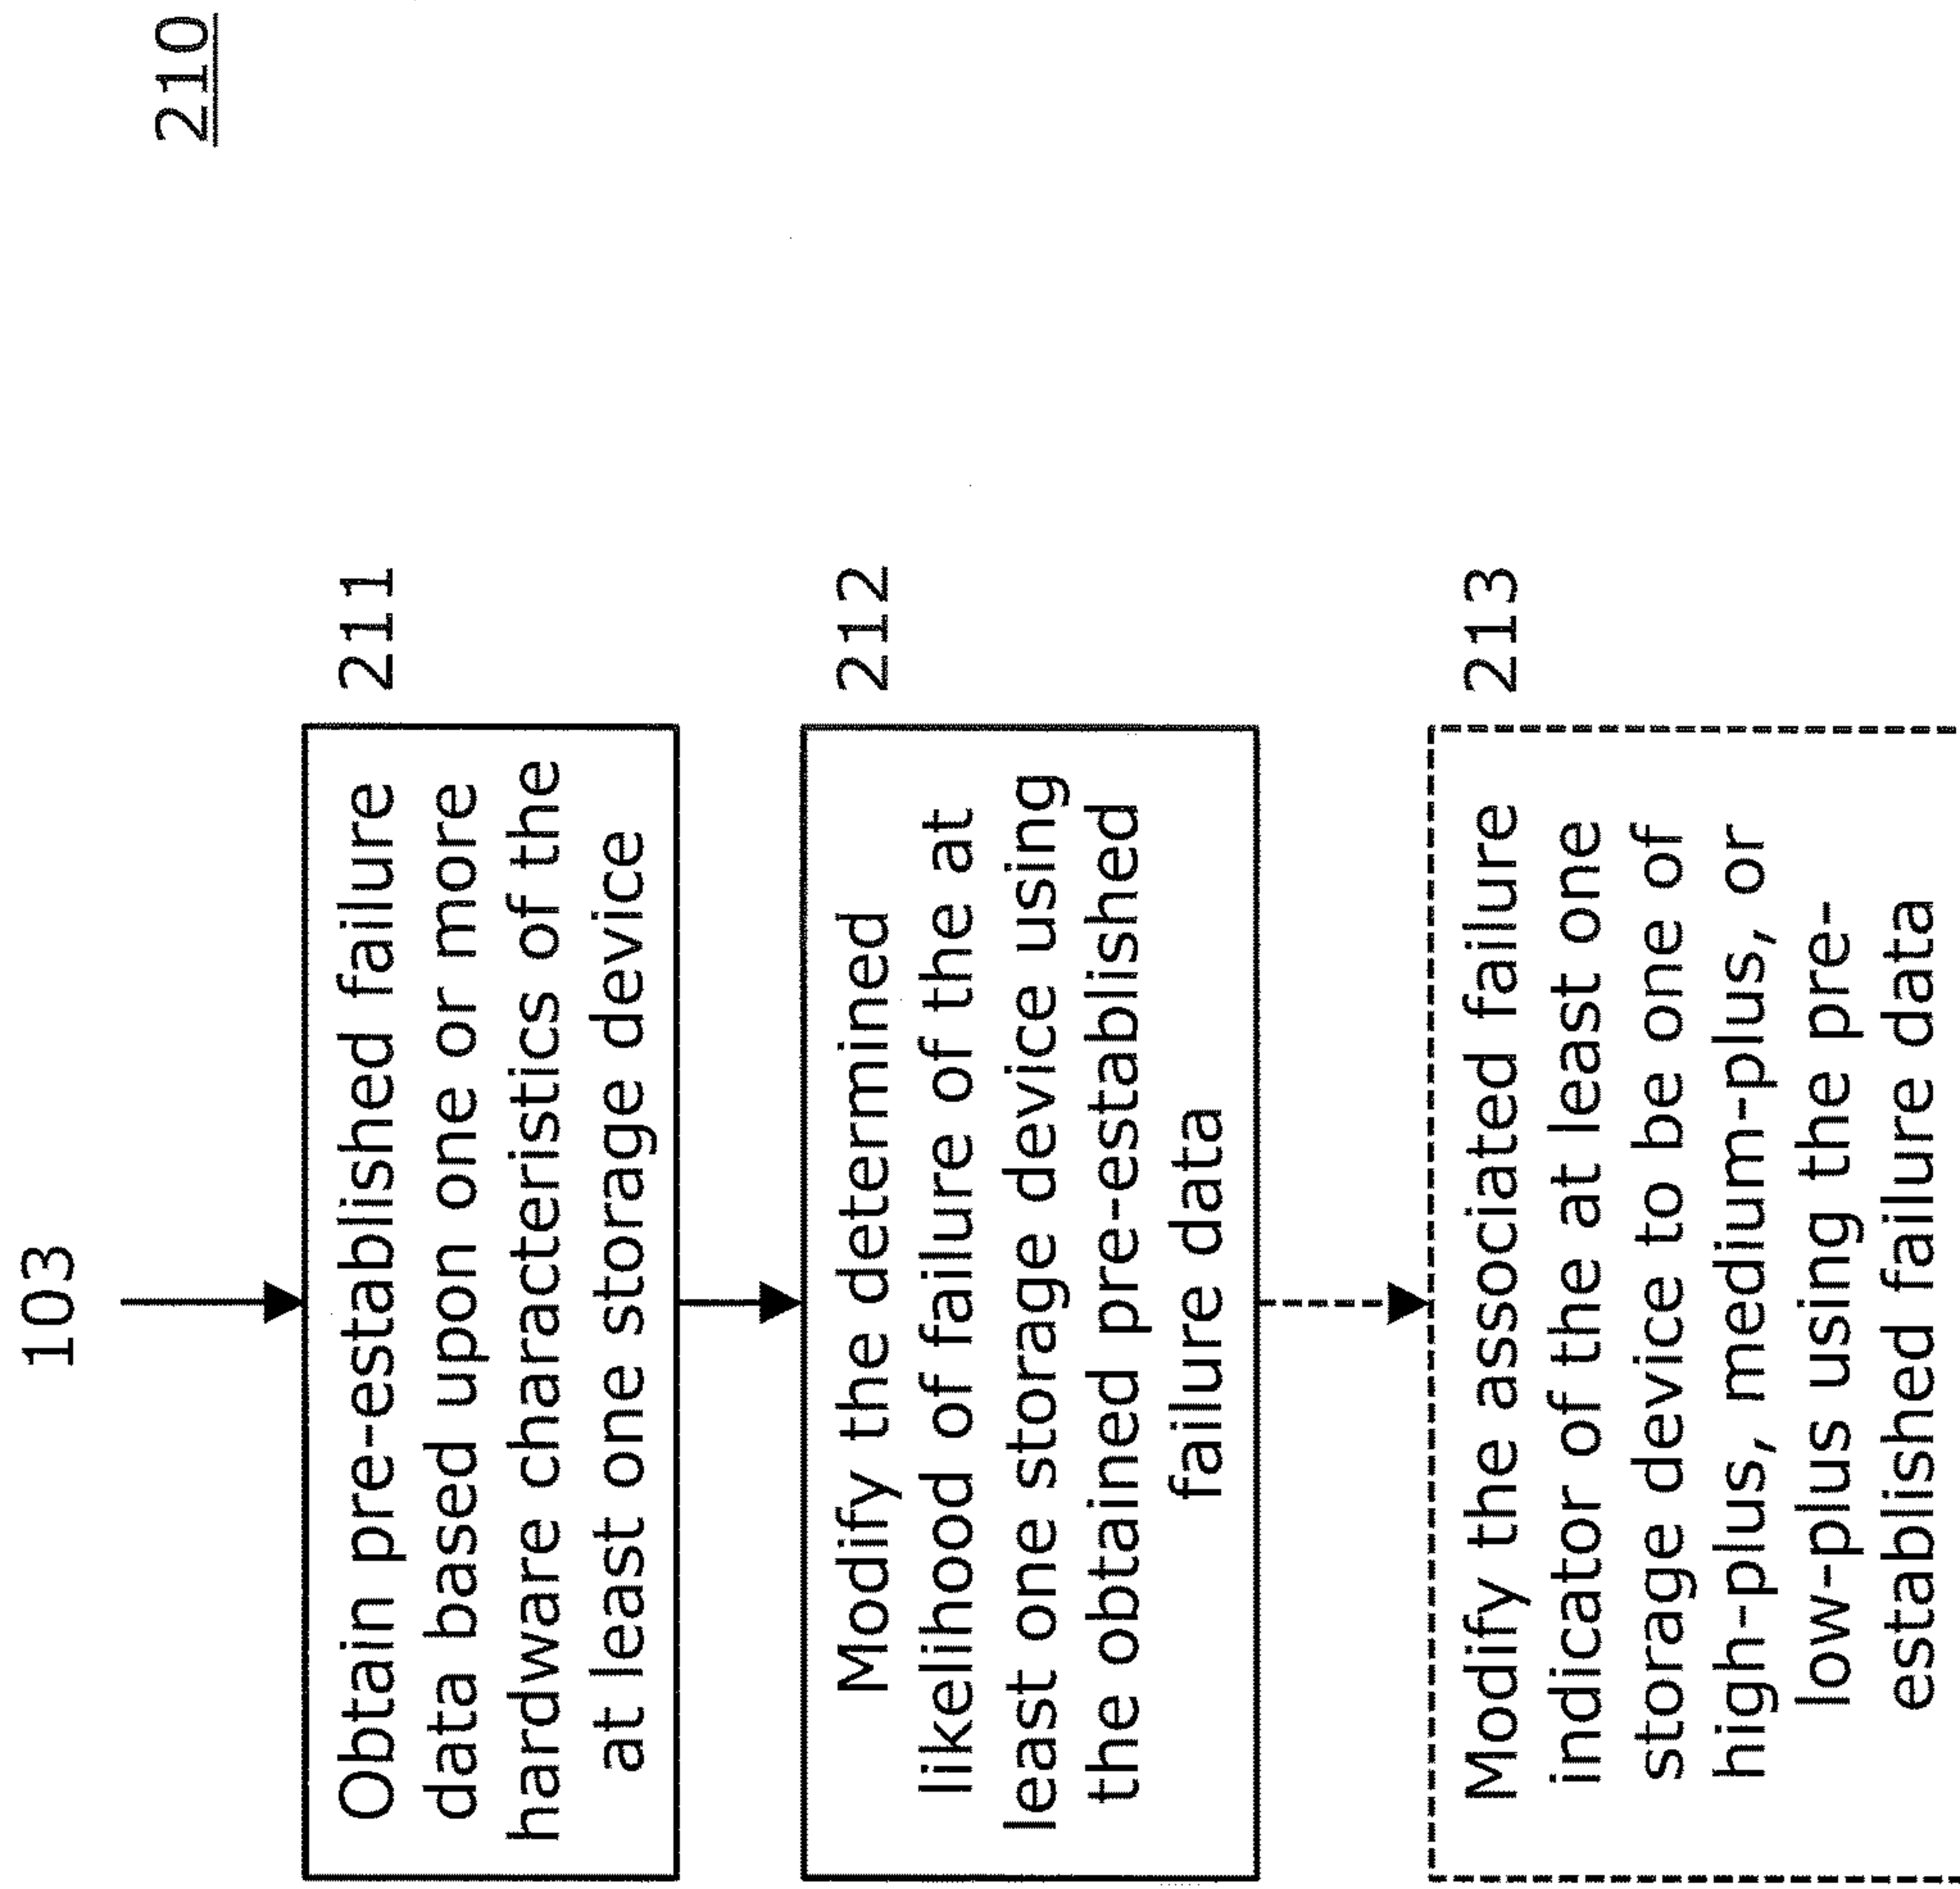 210
103
211
Obtain pre-established failure
data based upon one or more
hardware characteristics of the
at least one storage device
212
Modify the determined
likelihood of failure of the at
least one storage device using
the obtained pre-established
failure data
213
Modify the associated failure
indicator of the at least one
storage device to be one of
high-plus, medium-plus, or
low-plus using the pre-
established failure data